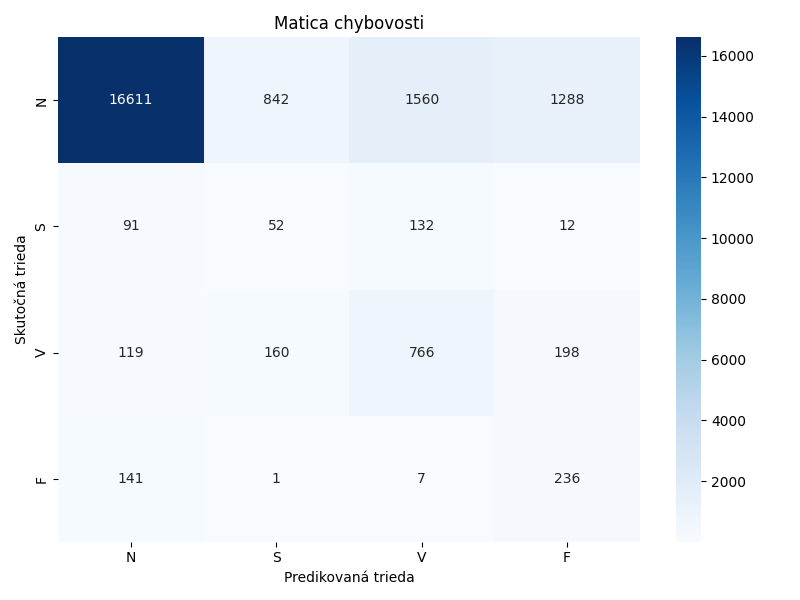 Matica chybovosti
Skutočná trieda
N
16611 842 1560 1288
S
91 52 132 12
V
119 160 766 198
F
141 1 7 236
N S V F
Predikovaná trieda
16000
14000
12000
10000
8000
6000
4000
2000